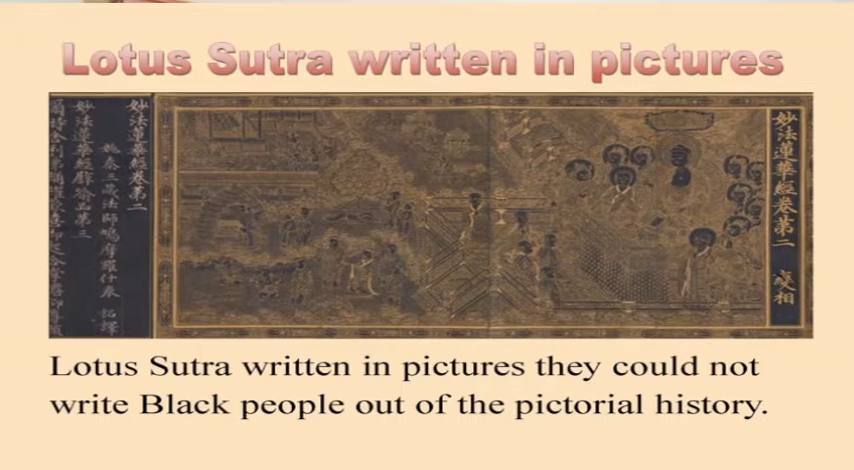 Lotus Sutra written in pictures
妙法蓮華經卷第二　變相
妙法蓮華經卷第二
姚秦三藏法師鳩摩羅什奉 詔譯
妙法蓮華經譬喻品第三
Lotus Sutra written in pictures they could not
write Black people out of the pictorial history.